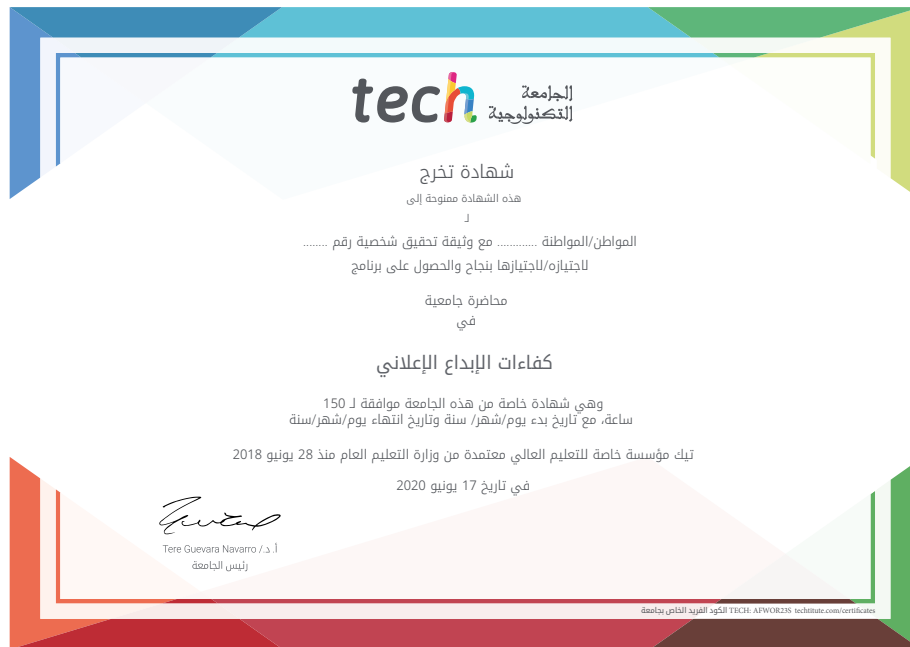 tech
الجامعة
التكنولوجية
شهادة تخرج
هذه الشهادة ممنوحة إلى
لـ
المواطن/المواطنة ............ مع وثيقة تحقيق شخصية رقم ........
لاجتيازه/لاجتيازها بنجاح والحصول على برنامج
محاضرة جامعية
في
كفاءات الإبداع الإعلاني
وهي شهادة خاصة من هذه الجامعة موافقة لـ 150
ساعة، مع تاريخ بدء يوم/شهر/ سنة وتاريخ انتهاء يوم/شهر/سنة
تيك مؤسسة خاصة للتعليم العالي معتمدة من وزارة التعليم العام منذ 28 يونيو 2018
في تاريخ 17 يونيو 2020
أ. د./ Tere Guevara Navarro
رئيس الجامعة
الكود الفريد الخاص بجامعة TECH: AFWOR23S techtitute.com/certificates